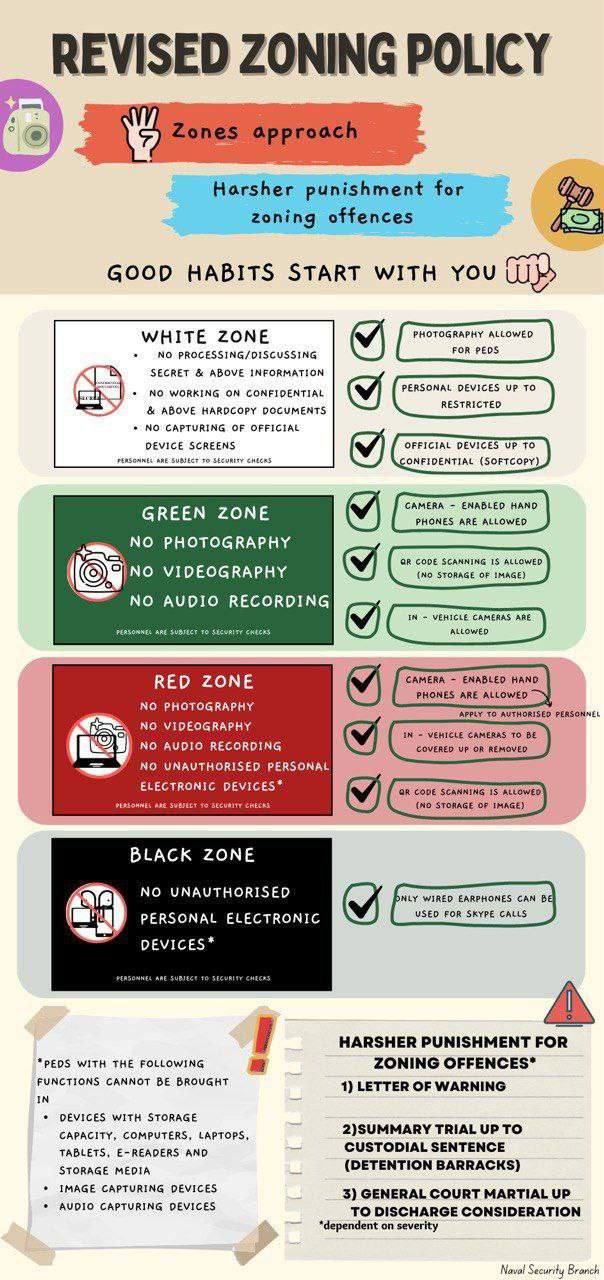 REVISED ZONING POLICY
Zones approach
Harsher punishment for
zoning offences
GOOD HABITS START WITH YOU
WHITE ZONE
• NO PROCESSING/DISCUSSING
SECRET & ABOVE INFORMATION
• NO WORKING ON CONFIDENTIAL
& ABOVE HARDCOPY DOCUMENTS
• NO CAPTURING OF OFFICIAL
DEVICE SCREENS
PERSONNEL ARE SUBJECT TO SECURITY CHECKS
PHOTOGRAPHY ALLOWED
FOR PEDS
PERSONAL DEVICES UP TO
RESTRICTED
OFFICIAL DEVICES UP TO
CONFIDENTIAL (SOFTCOPY)
GREEN ZONE
NO PHOTOGRAPHY
NO VIDEOGRAPHY
NO AUDIO RECORDING
PERSONNEL ARE SUBJECT TO SECURITY CHECKS
CAMERA - ENABLED HAND
PHONES ARE ALLOWED
QR CODE SCANNING IS ALLOWED
(NO STORAGE OF IMAGE)
IN - VEHICLE CAMERAS ARE
ALLOWED
RED ZONE
NO PHOTOGRAPHY
NO VIDEOGRAPHY
NO AUDIO RECORDING
NO UNAUTHORISED PERSONAL
ELECTRONIC DEVICES*
PERSONNEL ARE SUBJECT TO SECURITY CHECKS
CAMERA - ENABLED HAND
PHONES ARE ALLOWED
APPLY TO AUTHORISED PERSONNEL
IN - VEHICLE CAMERAS TO BE
COVERED UP OR REMOVED
QR CODE SCANNING IS ALLOWED
(NO STORAGE OF IMAGE)
BLACK ZONE
NO UNAUTHORISED
PERSONAL ELECTRONIC
DEVICES*
PERSONNEL ARE SUBJECT TO SECURITY CHECKS
ONLY WIRED EARPHONES CAN BE
USED FOR SKYPE CALLS
*PEDS WITH THE FOLLOWING
FUNCTIONS CANNOT BE BROUGHT
IN
• DEVICES WITH STORAGE
CAPACITY, COMPUTERS, LAPTOPS,
TABLETS, E-READERS AND
STORAGE MEDIA
• IMAGE CAPTURING DEVICES
• AUDIO CAPTURING DEVICES
HARSHER PUNISHMENT FOR
ZONING OFFENCES*
1) LETTER OF WARNING
2)SUMMARY TRIAL UP TO
CUSTODIAL SENTENCE
(DETENTION BARRACKS)
3) GENERAL COURT MARTIAL UP
TO DISCHARGE CONSIDERATION
*dependent on severity
Naval Security Branch